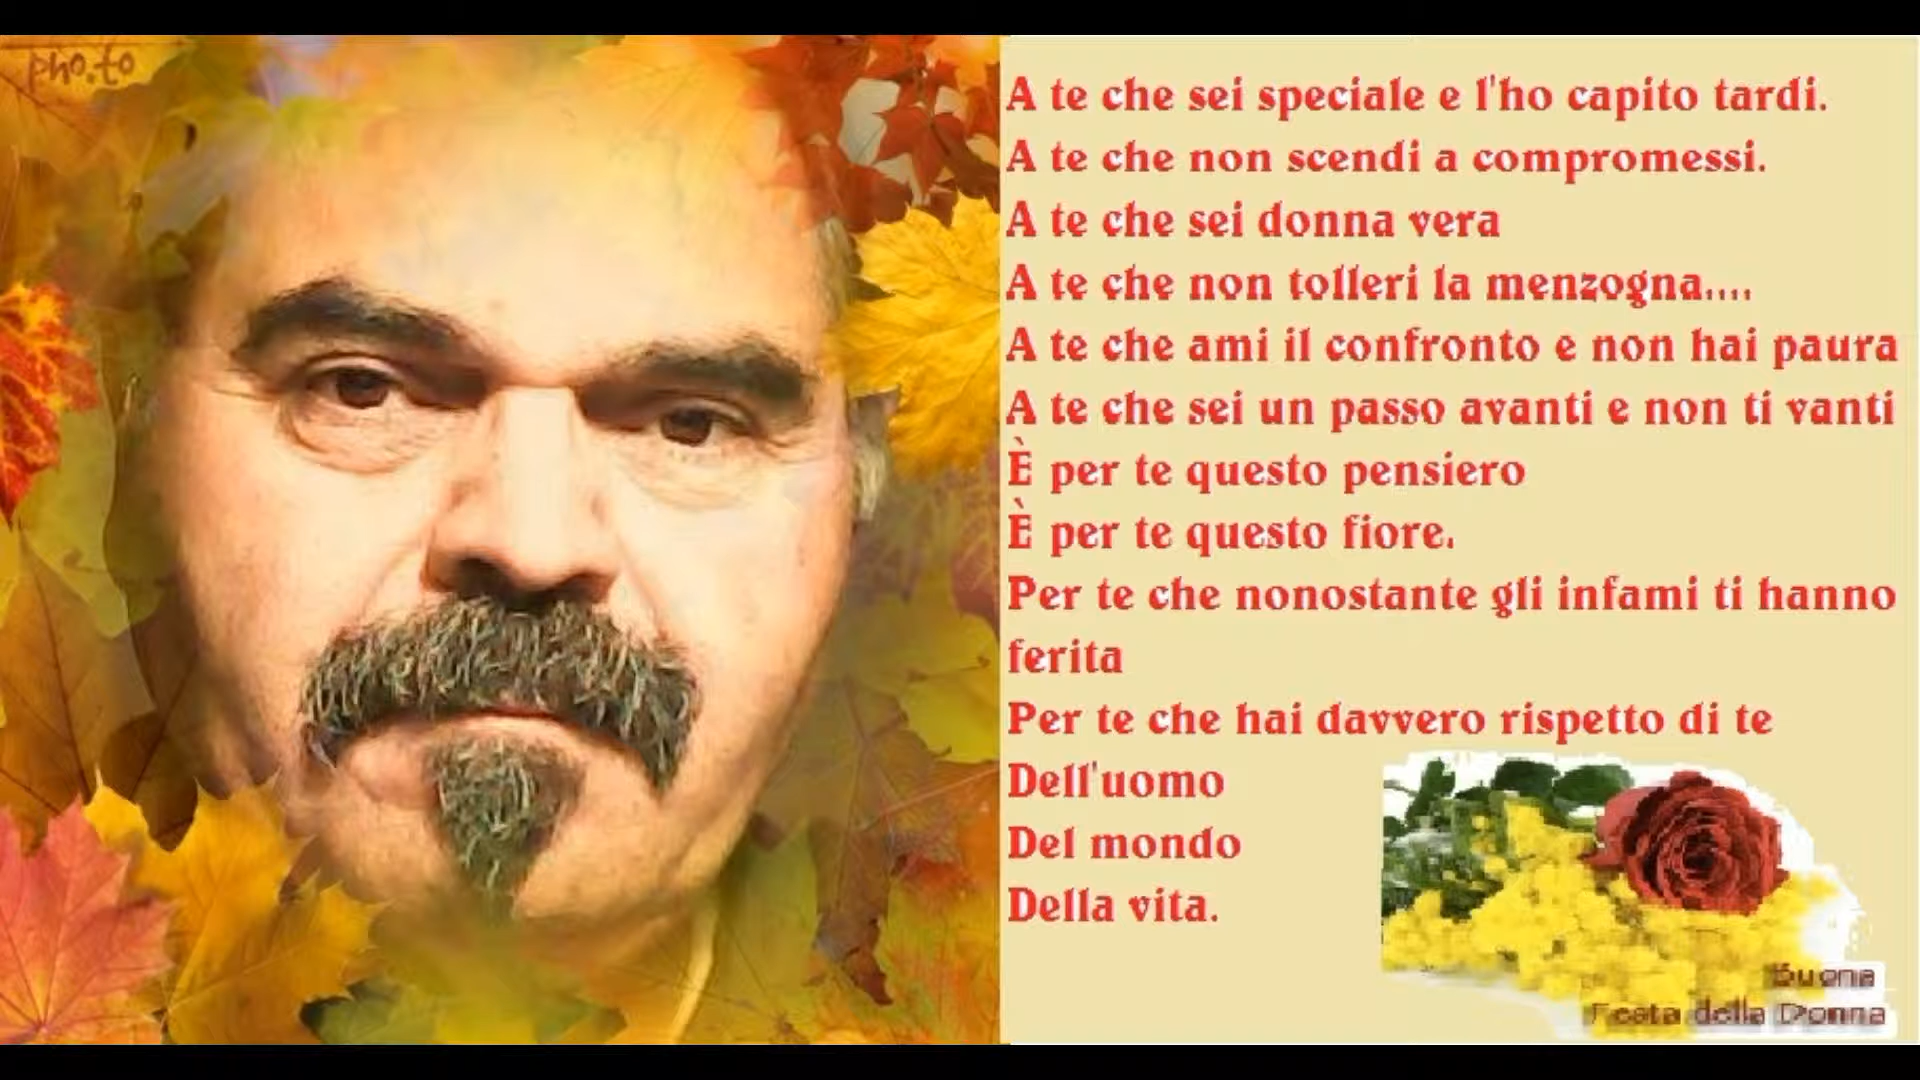 pho.to
A te che sei speciale e l'ho capito tardi.
A te che non scendi a compromessi.
A te che sei donna vera
A te che non tolleri la menzogna....
A te che ami il confronto e non hai paura
A te che sei un passo avanti e non ti vanti
È per te questo pensiero
È per te questo fiore.
Per te che nonostante gli infami ti hanno
ferita
Per te che hai davvero rispetto di te
Dell'uomo
Del mondo
Della vita.
Buona
Festa della Donna